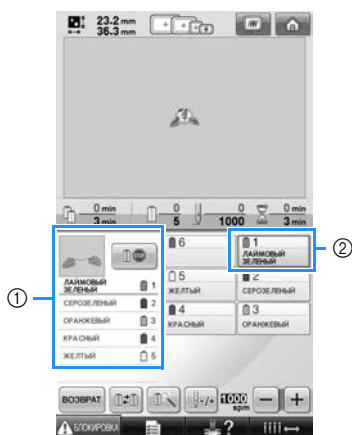 23.2 mm
36.3 mm
0 min
3 min
0
5
0
1000
0 min
3 min
ЛАЙМОВЫЙ ЗЕЛЕНЫЙ 1
СЕРОЗЕЛЕНЫЙ 2
ОРАНЖЕВЫЙ 3
КРАСНЫЙ 4
ЖЕЛТЫЙ 5
6
1
ЛАЙМОВЫЙ
ЗЕЛЕНЫЙ
5
ЖЕЛТЫЙ
2
СЕРОЗЕЛЕНЫЙ
4
КРАСНЫЙ
3
ОРАНЖЕВЫЙ
1
2
ВОЗВРАТ
-/+
1000
spm
− +
БЛОКИРОВКА
?